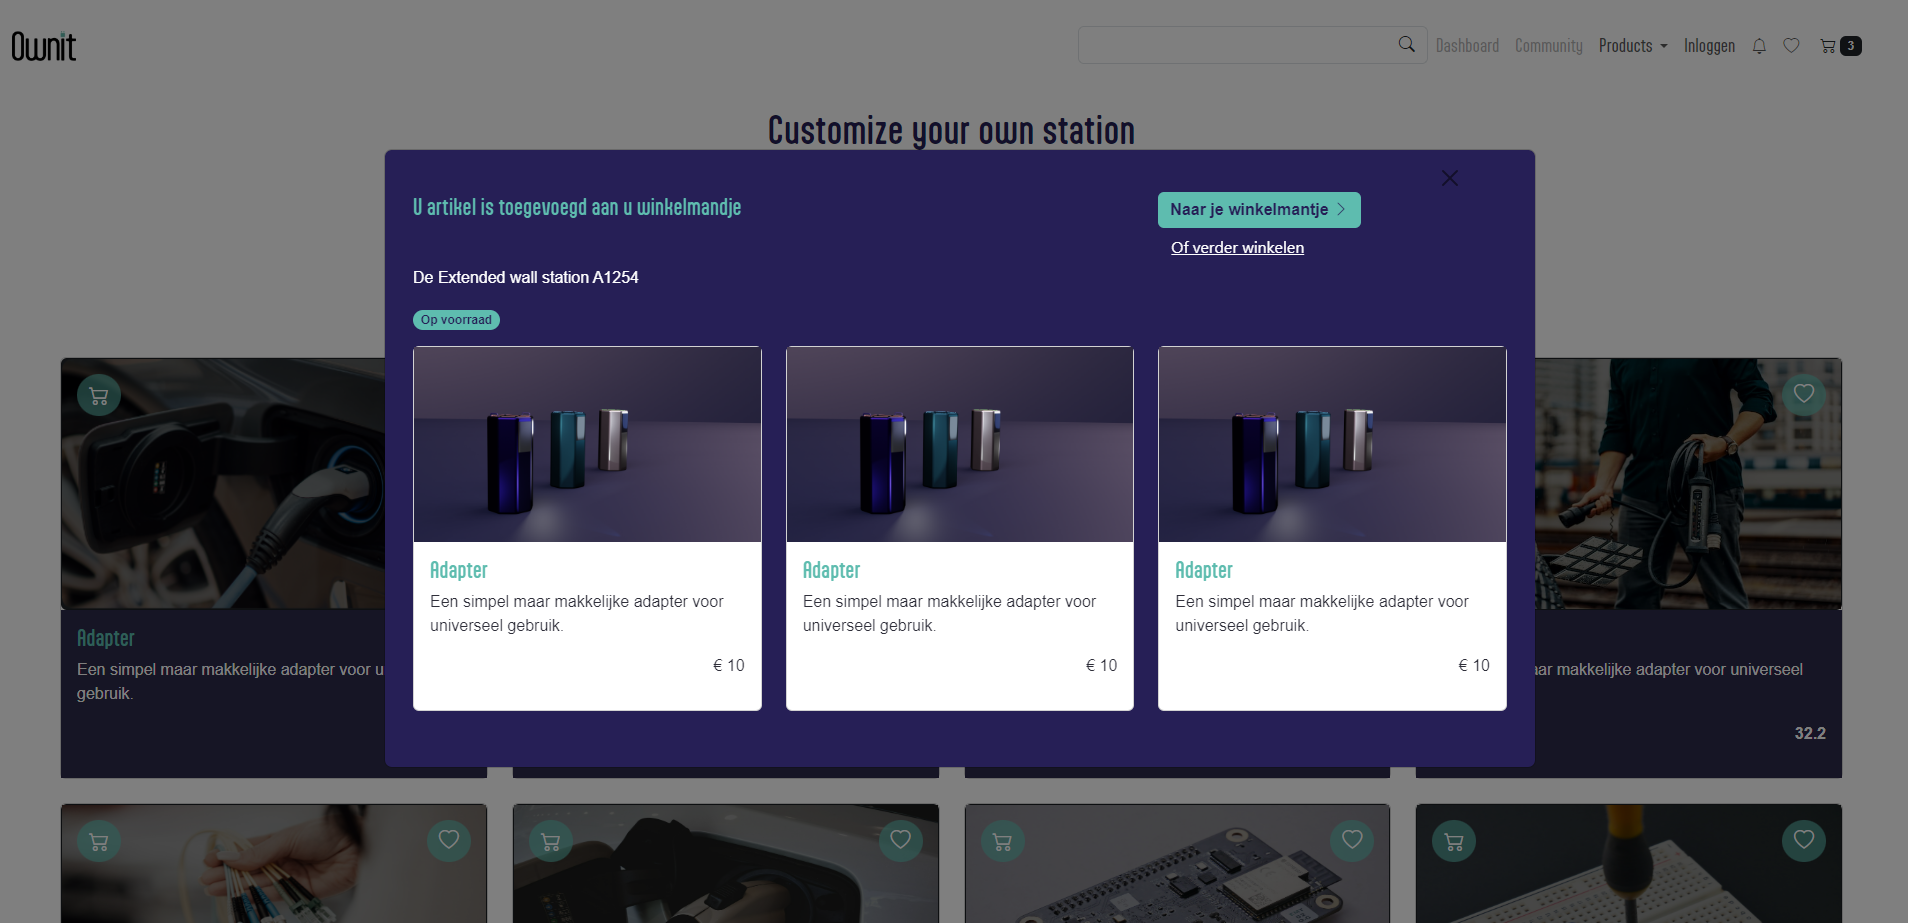 Ownit
Dashboard Community Products Inloggen 3
Customize your own station
U artikel is toegevoegd aan u winkelmandje
Naar je winkelmantje
Of verder winkelen
De Extended wall station A1254
Op voorraad
Adapter
Een simpel maar makkelijke adapter voor
universeel gebruik.
€ 10
Adapter
Een simpel maar makkelijke adapter voor
universeel gebruik.
€ 10
Adapter
Een simpel maar makkelijke adapter voor
universeel gebruik.
€ 10
Adapter
Een simpel maar makkelijke adapter voor u
gebruik.
makkelijke adapter voor universeel
32.2